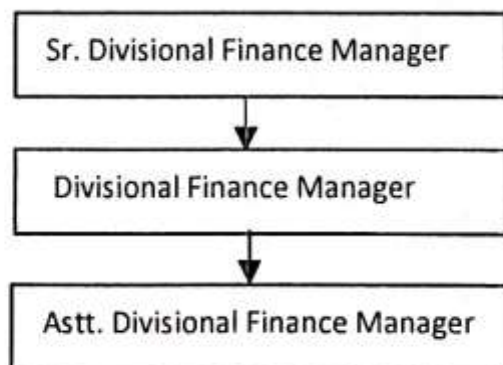 Sr. Divisional Finance Manager
Divisional Finance Manager
Astt. Divisional Finance Manager